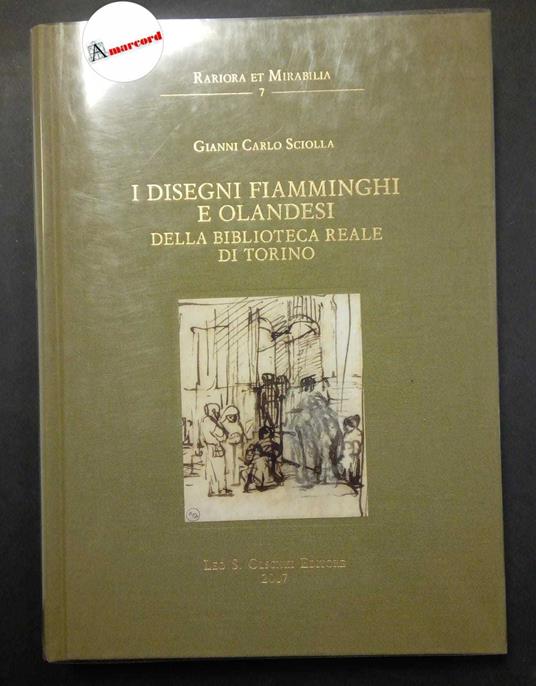 Amarcord
RARIORA ET MIRABILIA
7
GIANNI CARLO SCIOLLA
I DISEGNI FIAMMINGHI
E OLANDESI
DELLA BIBLIOTECA REALE
DI TORINO
LEO S. OLSCHKI EDITORE
2007